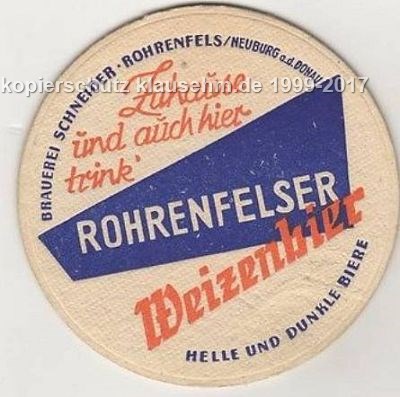 BRAUEREI SCHNEIDER · ROHRENFELS/NEUBURG a.d. DONAU
kopierschutz klausehm.de 1999-2017
Zuhause
und auch hier
trink'
ROHRENFELSER
Weizenbier
HELLE UND DUNKLE BIERE